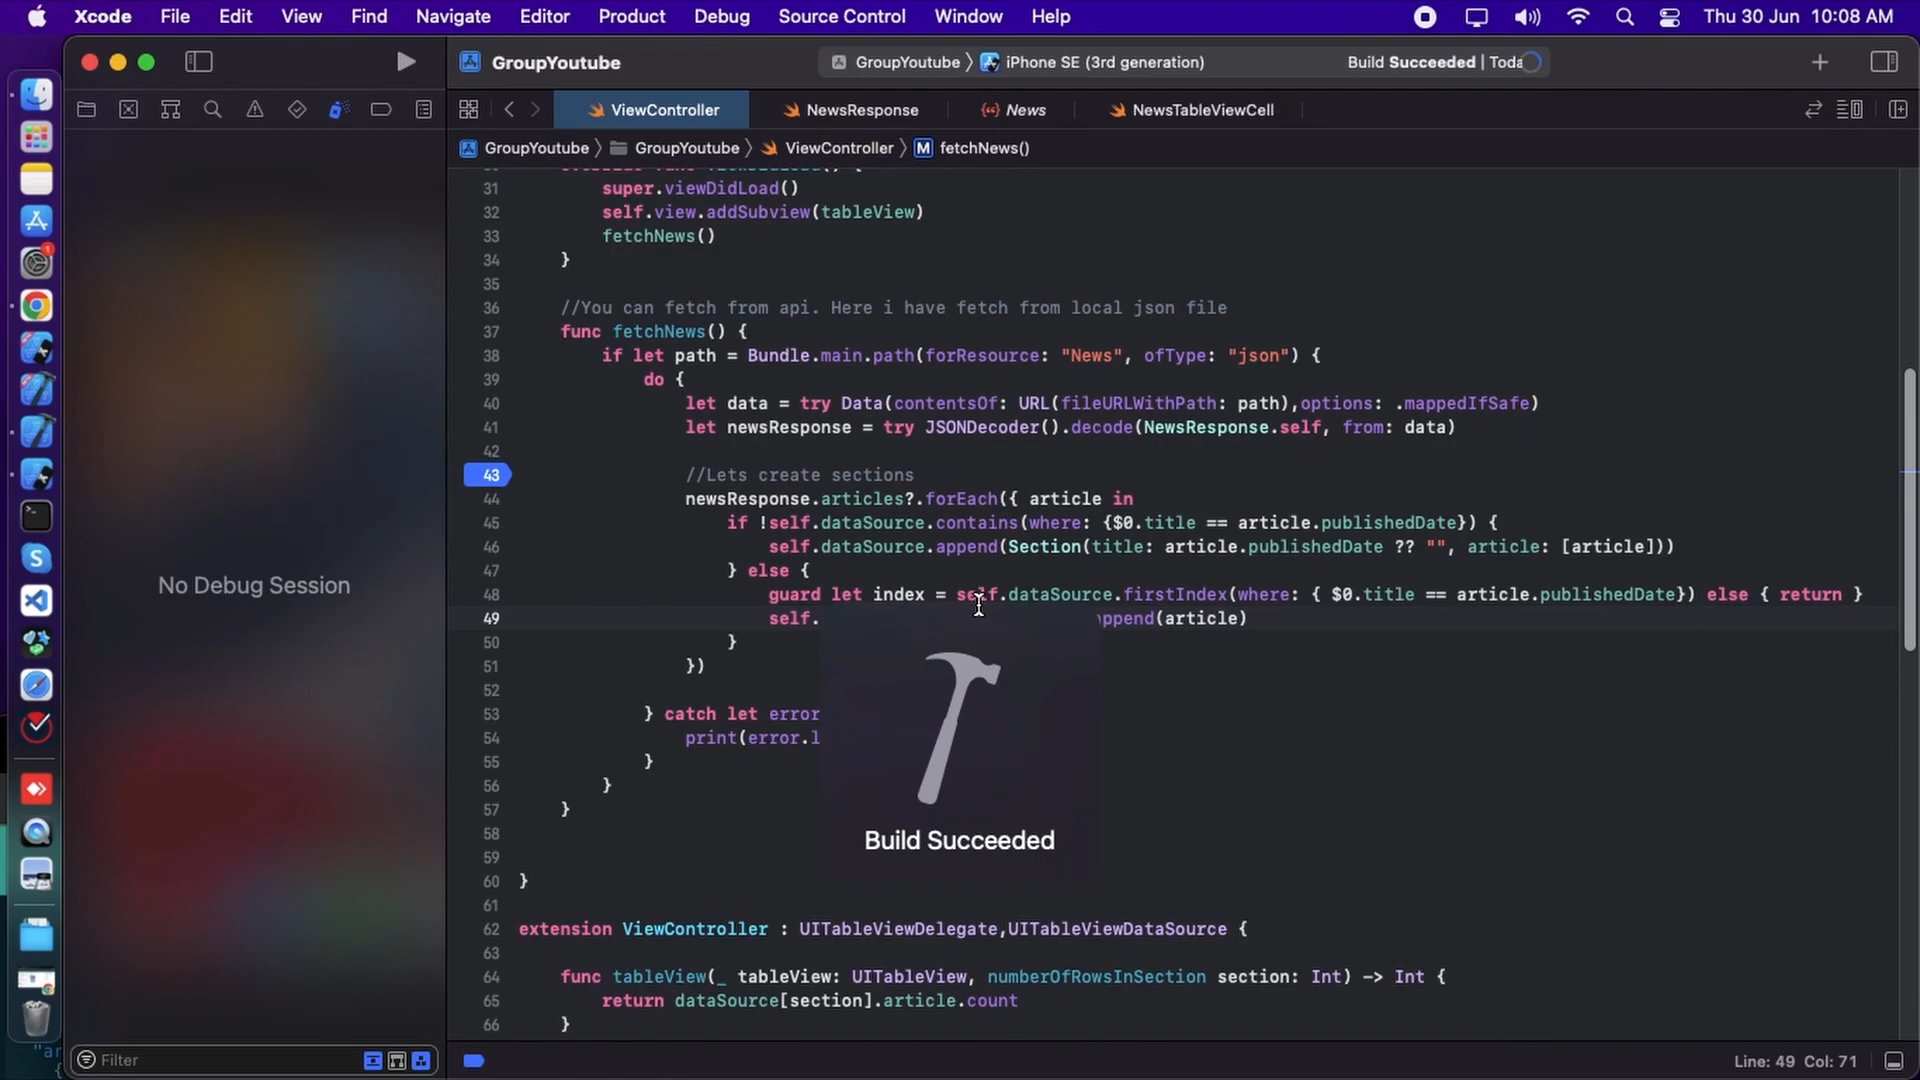 Xcode File Edit View Find Navigate Editor Product Debug Source Control Window Help Thu 30 Jun 10:08 AM
GroupYoutube GroupYoutube 〉 iPhone SE (3rd generation) Build Succeeded | Toda
ViewController NewsResponse News NewsTableViewCell
GroupYoutube 〉 GroupYoutube 〉 ViewController 〉 M fetchNews()
31 super.viewDidLoad()
32 self.view.addSubview(tableView)
33 fetchNews()
34 }
35
36 //You can fetch from api. Here i have fetch from local json file
37 func fetchNews() {
38 if let path = Bundle.main.path(forResource: "News", ofType: "json") {
39 do {
40 let data = try Data(contentsOf: URL(fileURLWithPath: path),options: .mappedIfSafe)
41 let newsResponse = try JSONDecoder().decode(NewsResponse.self, from: data)
42
43 //Lets create sections
44 newsResponse.articles?.forEach({ article in
45 if !self.dataSource.contains(where: {$0.title == article.publishedDate}) {
46 self.dataSource.append(Section(title: article.publishedDate ?? "", article: [article]))
47 } else {
48 guard let index = self.dataSource.firstIndex(where: { $0.title == article.publishedDate}) else { return }
49 self. ppend(article)
50 }
51 })
52
53 } catch let error
54 print(error.l
55 }
56 }
57 }
58
59
60 }
61
62 extension ViewController : UITableViewDelegate,UITableViewDataSource {
63
64 func tableView(_ tableView: UITableView, numberOfRowsInSection section: Int) -> Int {
65 return dataSource[section].article.count
66 }
No Debug Session
Build Succeeded
1
"ar
{
Filter
Line: 49 Col: 71